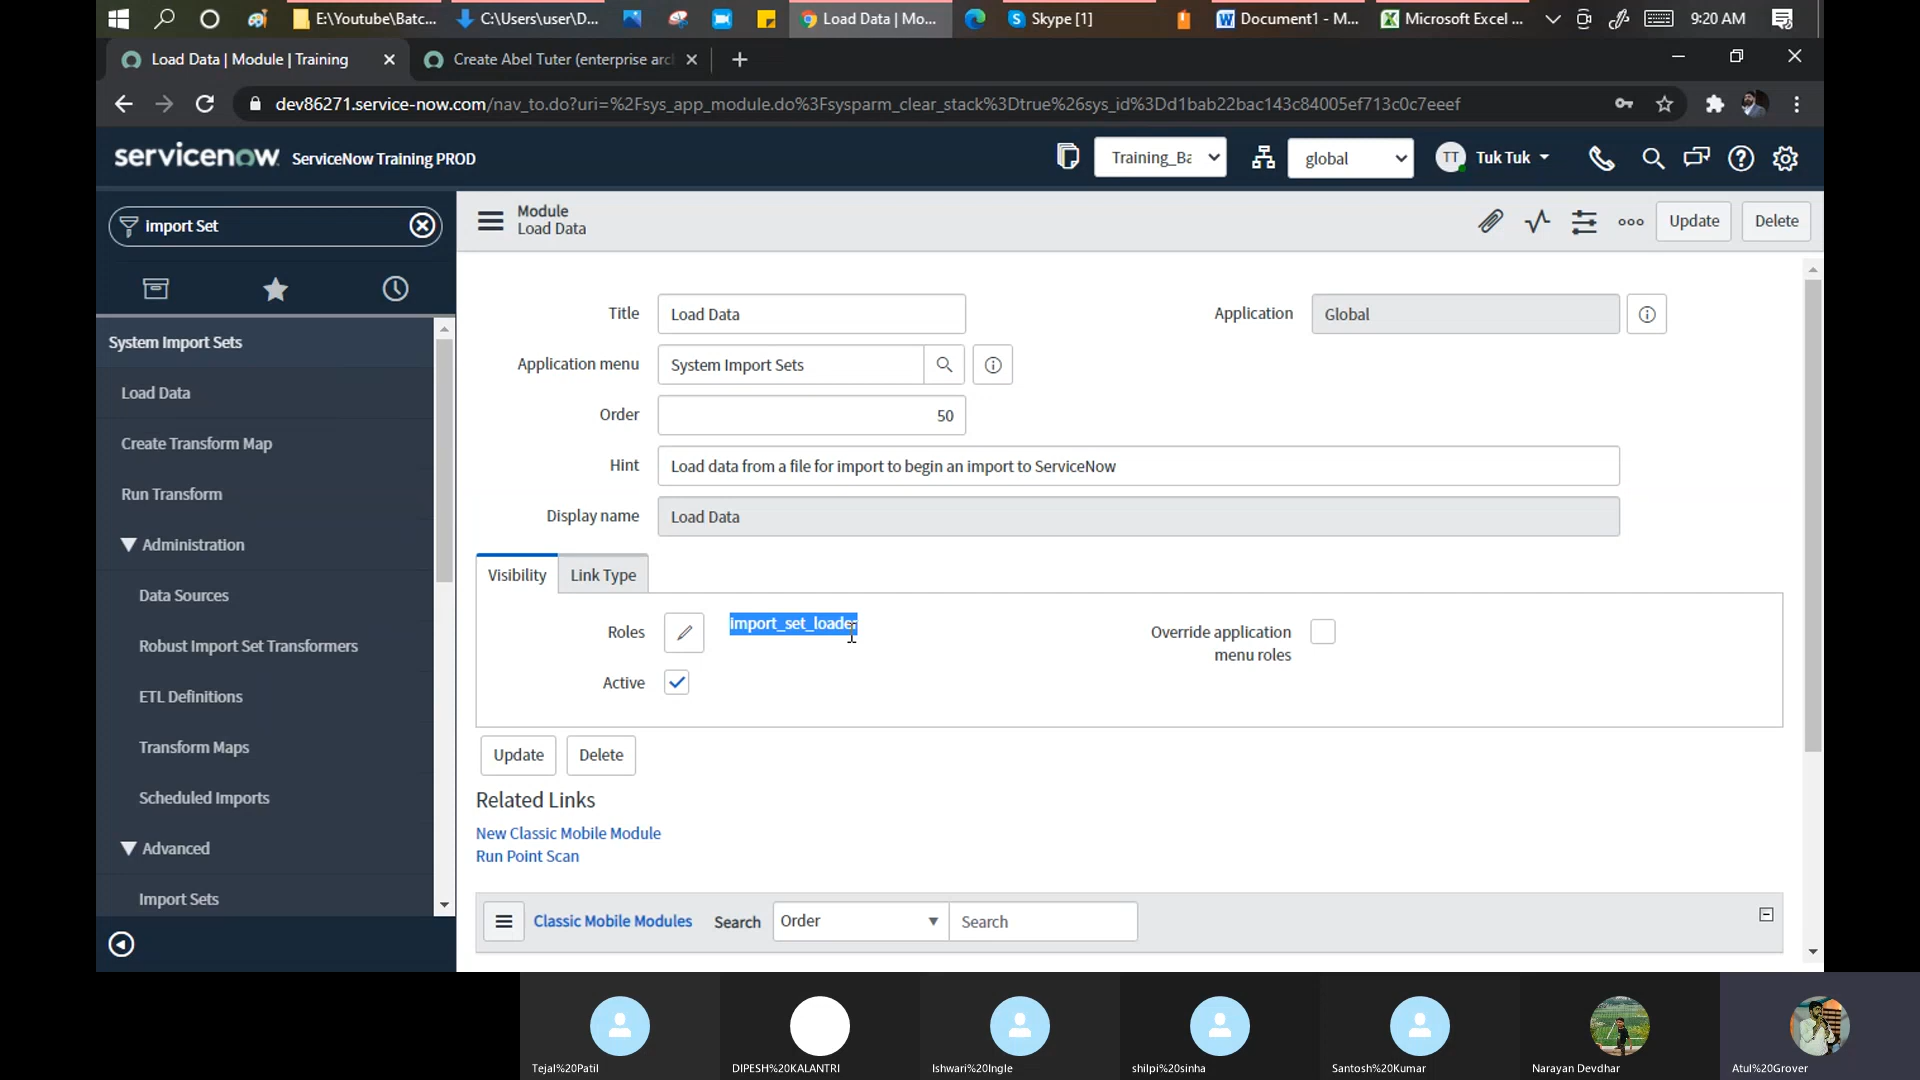 E:\Youtube\Batc...
C:\Users\user\D...
Load Data | Mo...
Skype [1]
Document1 - M...
Microsoft Excel ...
9:20 AM
Load Data | Module | Training
Create Abel Tuter (enterprise arc
dev86271.service-now.com/nav_to.do?uri=%2Fsys_app_module.do%3Fsysparm_clear_stack%3Dtrue%26sys_id%3Dd1bab22bac143c84005ef713c0c7eeef
servicenow
ServiceNow Training PROD
Training_Ba
global
TT
Tuk Tuk
import Set
Module
Load Data
Update
Delete
System Import Sets
Load Data
Create Transform Map
Run Transform
Administration
Data Sources
Robust Import Set Transformers
ETL Definitions
Transform Maps
Scheduled Imports
Advanced
Import Sets
Title
Load Data
Application
Global
Application menu
System Import Sets
Order
50
Hint
Load data from a file for import to begin an import to ServiceNow
Display name
Load Data
Visibility
Link Type
Roles
import_set_loader
Override application
menu roles
Active
Update
Delete
Related Links
New Classic Mobile Module
Run Point Scan
Classic Mobile Modules
Search
Order
Search
Tejal%20Patil
DIPESH%20KALANTRI
Ishwari%20Ingle
shilpi%20sinha
Santosh%20Kumar
Narayan Devdhar
Atul%20Grover